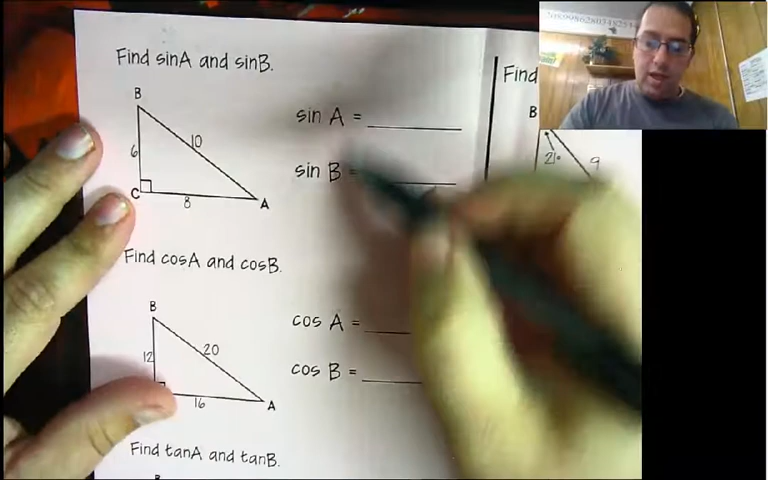 Find sinA and sinB.
B
6
10
C
8
A
sin A =
sin B =
Find cosA and cosB.
B
12
20
16
A
cos A =
cos B =
Find tanA and tanB.
B
Find
B
21°
9